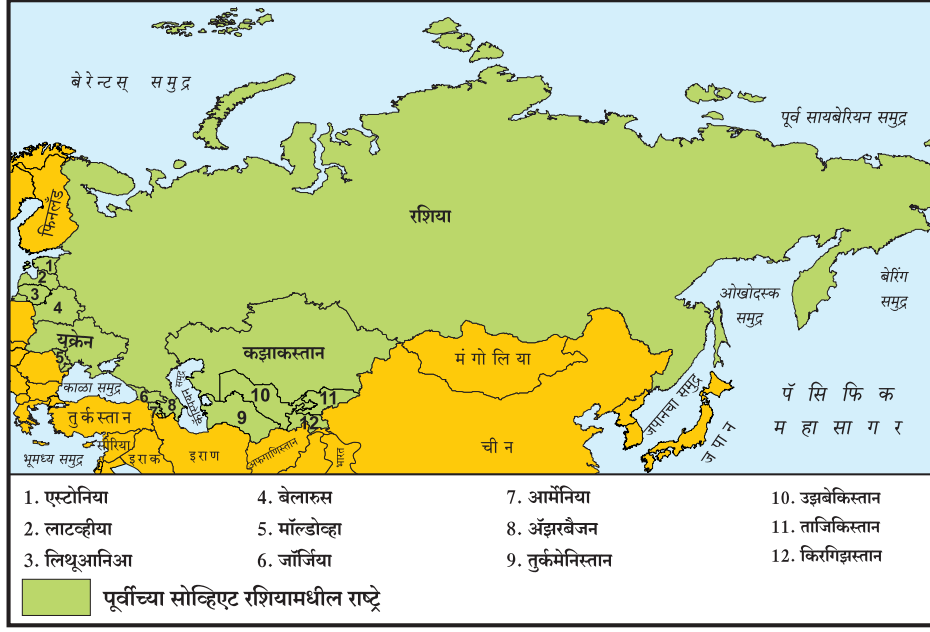 बेरेन्टस् समुद्र
पूर्व सायबेरियन समुद्र
फिनलँड
रशिया
बेरिंग
समुद्र
ओखोदस्क
समुद्र
1
2
3
4
युक्रेन
5
कझाकस्तान
मंगोलिया
काळा समुद्र
कास्पियन समुद्र
6
7
8
9
10
11
12
तुर्कस्तान
सीरिया
भूमध्य समुद्र
इराक
इराण
अफगाणिस्तान
भारत
चीन
जपानचा समुद्र
जपान
पॅसिफिक
महासागर
1. एस्टोनिया
2. लाटव्हीया
3. लिथूआनिआ
4. बेलारुस
5. मॉल्डोव्हा
6. जॉर्जिया
7. आर्मेनिया
8. ॲझरबैजन
9. तुर्कमेनिस्तान
10. उझबेकिस्तान
11. ताजिकिस्तान
12. किरगिझस्तान
पूर्वीच्या सोव्हिएट रशियामधील राष्ट्रे